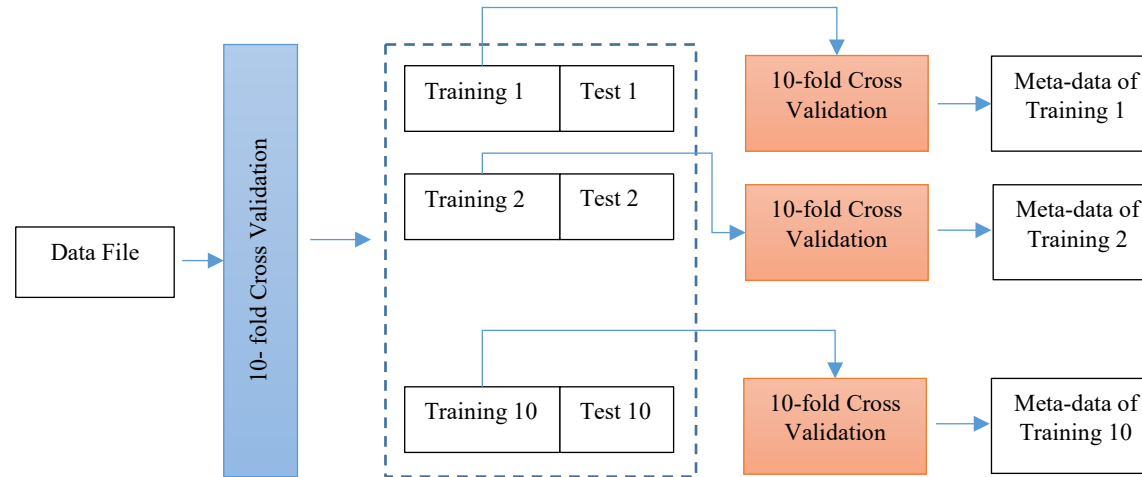 Data File
10- fold Cross Validation
Training 1
Test 1
10-fold Cross
Validation
Meta-data of
Training 1
Training 2
Test 2
10-fold Cross
Validation
Meta-data of
Training 2
Training 10
Test 10
10-fold Cross
Validation
Meta-data of
Training 10